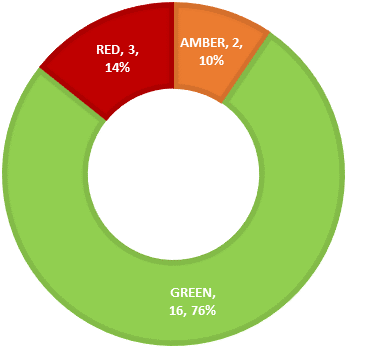 RED, 3,
14%
AMBER, 2,
10%
GREEN,
16, 76%